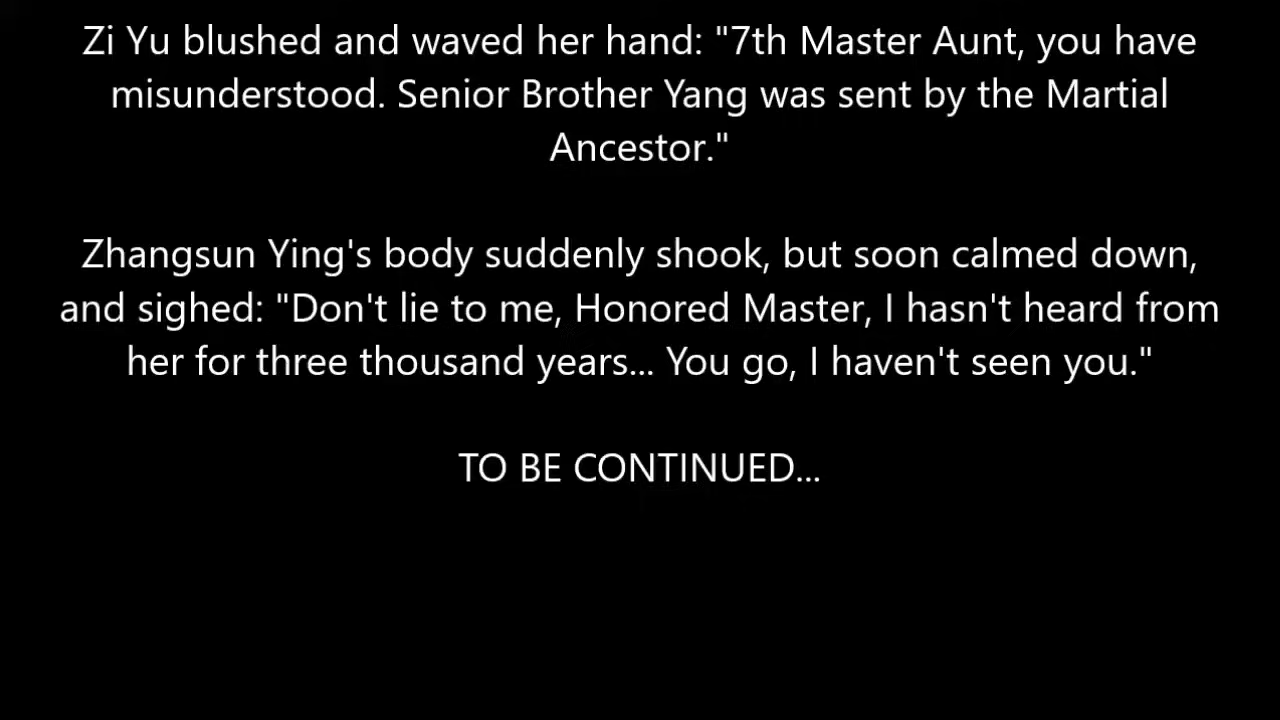 Zi Yu blushed and waved her hand: "7th Master Aunt, you have
misunderstood. Senior Brother Yang was sent by the Martial
Ancestor."
Zhangsun Ying's body suddenly shook, but soon calmed down,
and sighed: "Don't lie to me, Honored Master, I hasn't heard from
her for three thousand years... You go, I haven't seen you."
TO BE CONTINUED...